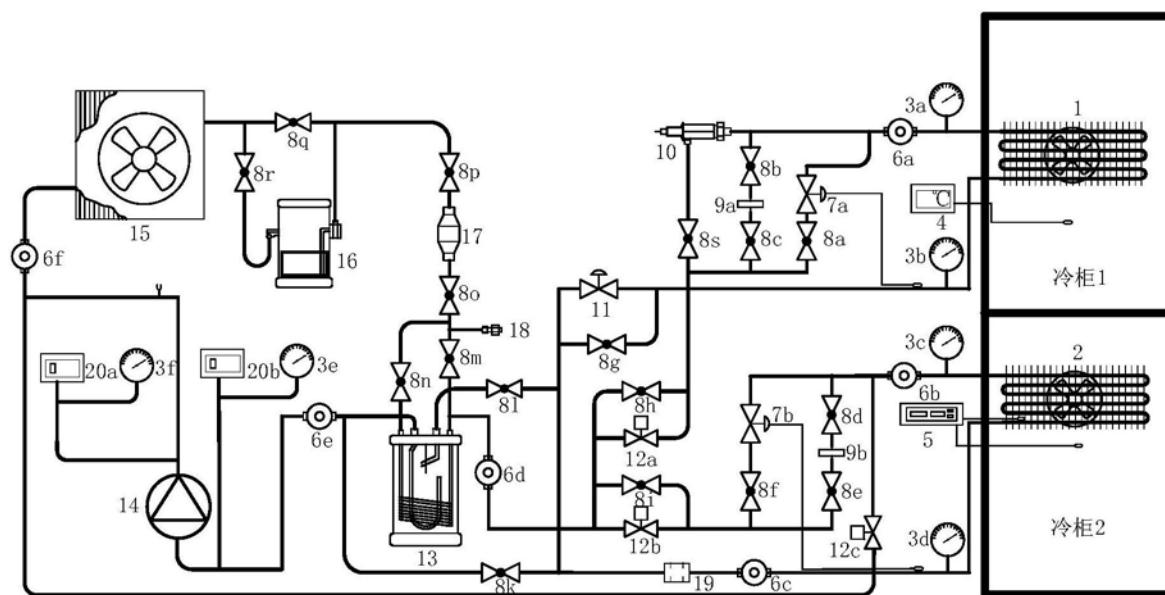 3a
1
8q
10
6a
8r
8p
8b
9a
7a
4
℃
15
16
17
8s
8c
8a
3b
6f
冷柜1
8o
11
18
3c
2
20a
3f
20b
3e
8m
8g
6b
8n
8l
8h
7b
8d
6e
12a
5
9b
6d
14
8i
8f
8e
12b
12c
冷柜2
13
3d
8k
19
6c